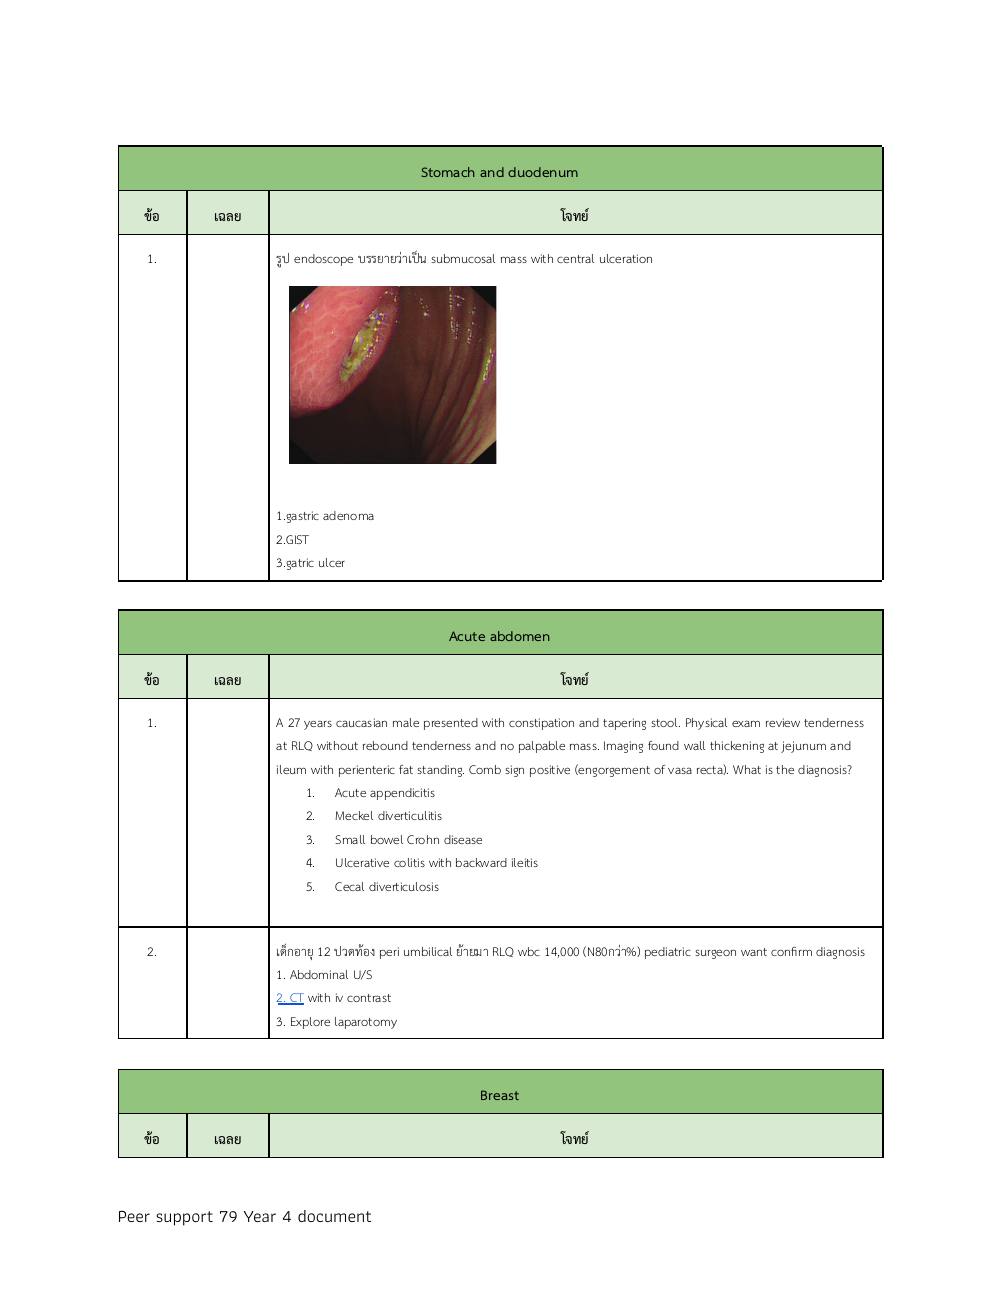 Stomach and duodenum
ข้อ เฉลย โจทย์
1. รูป endoscope บรรยายว่าเป็น submucosal mass with central ulceration
1.gastric adenoma
2.GIST
3.gatric ulcer
Acute abdomen
ข้อ เฉลย โจทย์
1. A 27 years caucasian male presented with constipation and tapering stool. Physical exam review tenderness
at RLQ without rebound tenderness and no palpable mass. Imaging found wall thickening at jejunum and
ileum with perienteric fat standing. Comb sign positive (engorgement of vasa recta). What is the diagnosis?
1. Acute appendicitis
2. Meckel diverticulitis
3. Small bowel Crohn disease
4. Ulcerative colitis with backward ileitis
5. Cecal diverticulosis
2. เด็กอายุ 12 ปวดท้อง peri umbilical ย้ายมา RLQ wbc 14,000 (N80กว่า%) pediatric surgeon want confirm diagnosis
1. Abdominal U/S
2. CT with iv contrast
3. Explore laparotomy
Breast
ข้อ เฉลย โจทย์
Peer support 79 Year 4 document